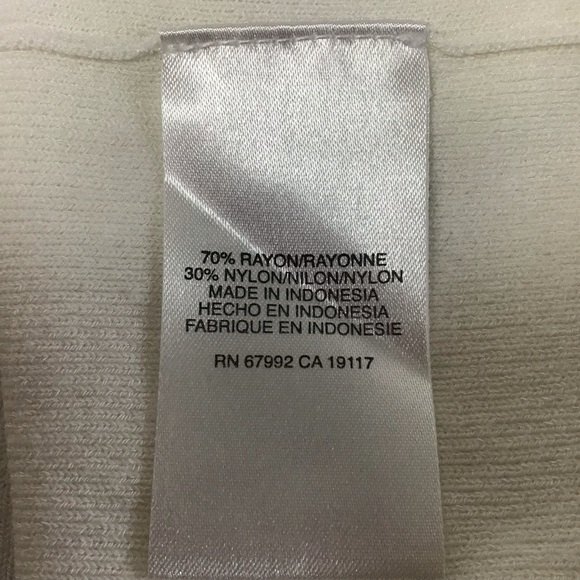 70% RAYON/RAYONNE
30% NYLON/NILON/NYLON
MADE IN INDONESIA
HECHO EN INDONESIA
FABRIQUE EN INDONESIE
RN 67992 CA 19117